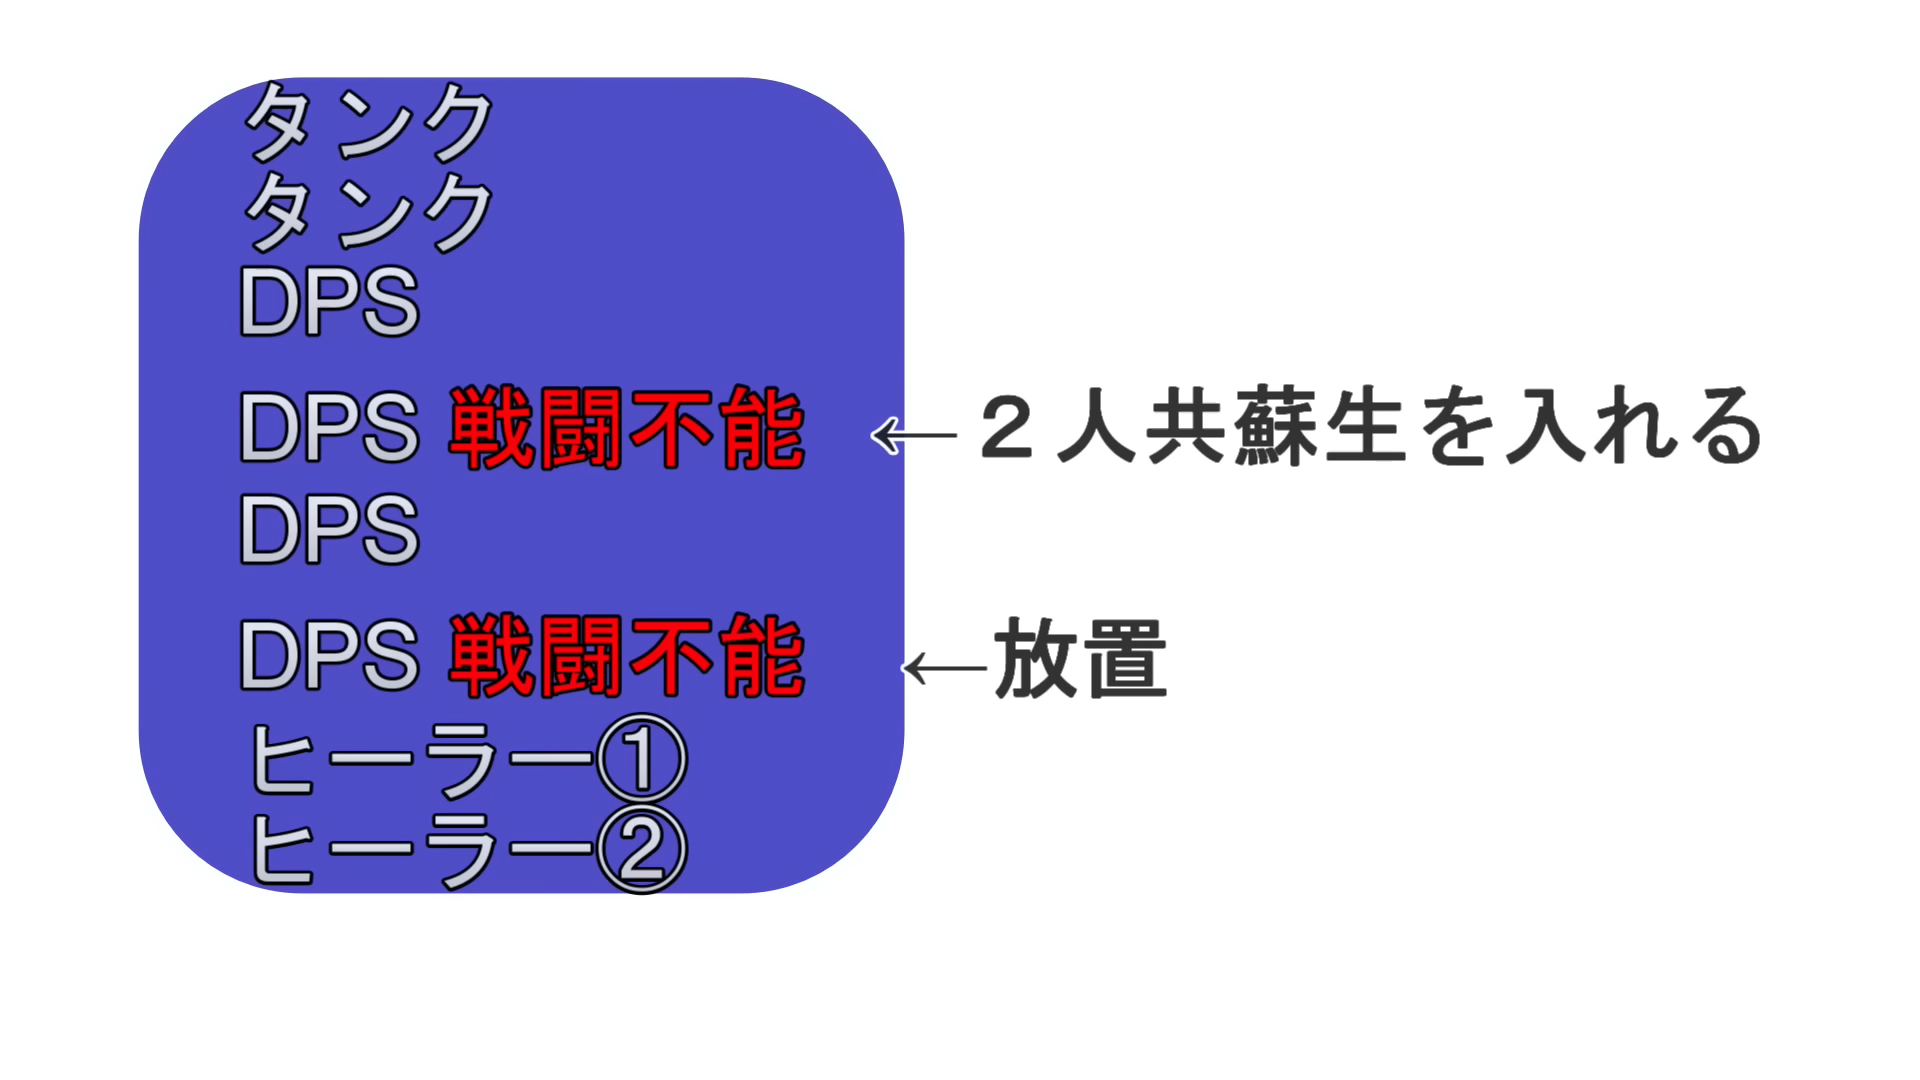 タンク
タンク
DPS
DPS 戦闘不能 ←２人共蘇生を入れる
DPS
DPS 戦闘不能 ←放置
ヒーラー①
ヒーラー②